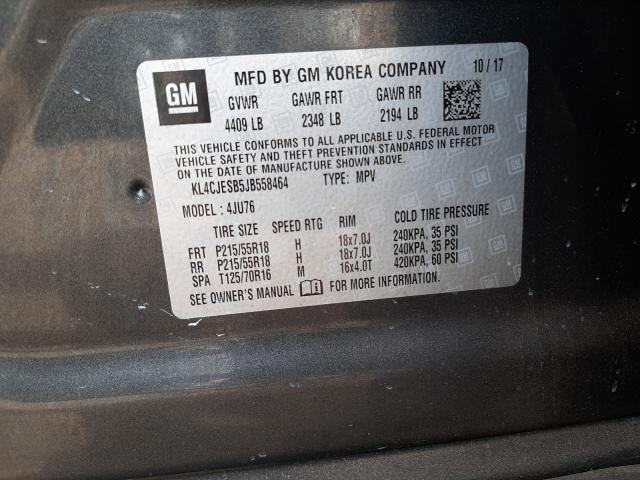 GM
MFD BY GM KOREA COMPANY 10 / 17
GVWR GAWR FRT GAWR RR
4409 LB 2348 LB 2194 LB
THIS VEHICLE CONFORMS TO ALL APPLICABLE U.S. FEDERAL MOTOR
VEHICLE SAFETY AND THEFT PREVENTION STANDARDS IN EFFECT
ON THE DATE OF MANUFACTURE SHOWN ABOVE.
KL4CJESB5JB558464 TYPE: MPV
MODEL: 4JU76
TIRE SIZE SPEED RTG RIM COLD TIRE PRESSURE
FRT P215/55R18 H 18x7.0J 240KPA, 35 PSI
RR P215/55R18 H 18x7.0J 240KPA, 35 PSI
SPA T125/70R16 M 16x4.0T 420KPA, 60 PSI
SEE OWNER'S MANUAL FOR MORE INFORMATION.